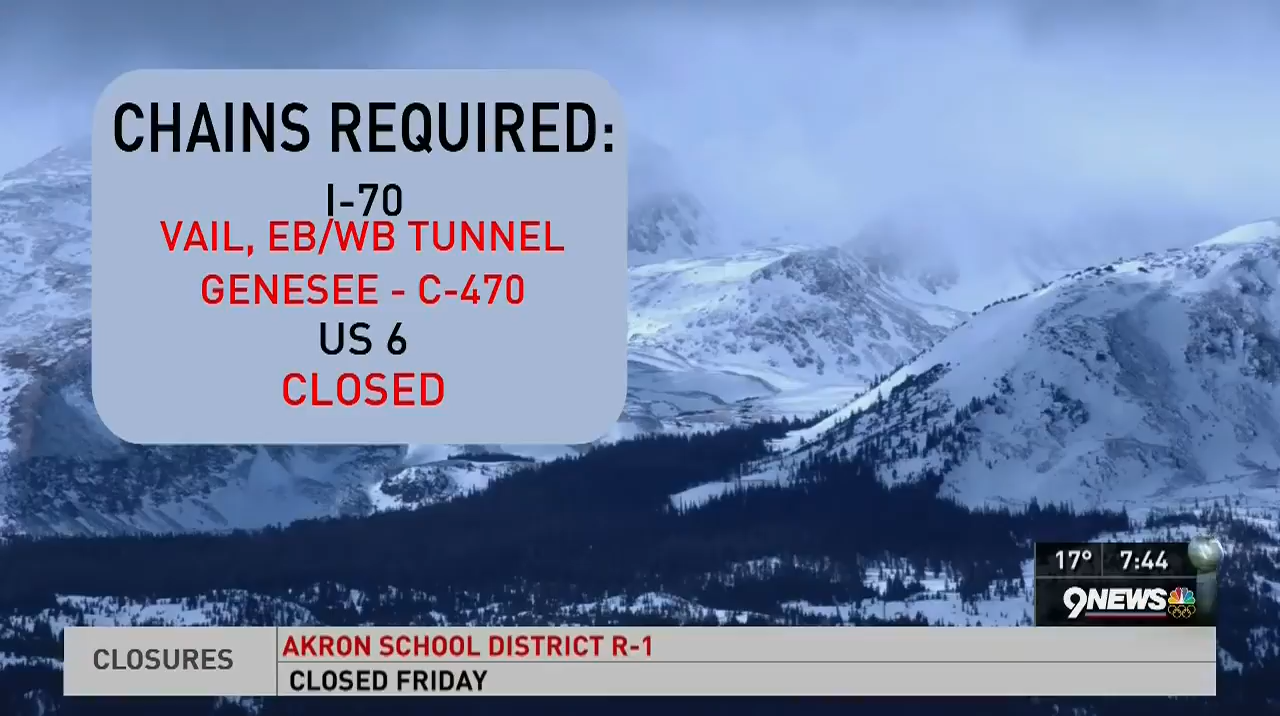 CHAINS REQUIRED:
I-70
VAIL, EB/WB TUNNEL
GENESEE - C-470
US 6
CLOSED
17° 7:44
9NEWS
CLOSURES
AKRON SCHOOL DISTRICT R-1
CLOSED FRIDAY